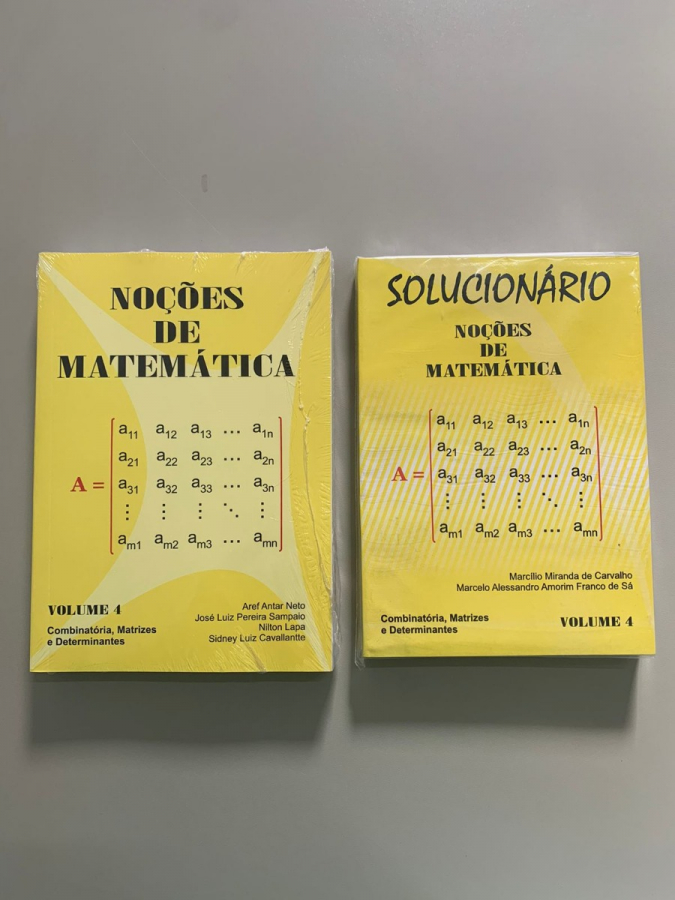 NOÇÕES
DE
MATEMÁTICA
A =
a11 a12 a13 ... a1n
a21 a22 a23 ... a2n
a31 a32 a33 ... a3n
⋮ ⋮ ⋮ ⋱ ⋮
am1 am2 am3 ... amn
VOLUME 4
Combinatória, Matrizes
e Determinantes
Aref Antar Neto
José Luiz Pereira Sampaio
Nilton Lapa
Sidney Luiz Cavallantte
SOLUCIONÁRIO
NOÇÕES
DE
MATEMÁTICA
A =
a11 a12 a13 ... a1n
a21 a22 a23 ... a2n
a31 a32 a33 ... a3n
⋮ ⋮ ⋮ ⋱ ⋮
am1 am2 am3 ... amn
Marcílio Miranda de Carvalho
Marcelo Alessandro Amorim Franco de Sá
Combinatória, Matrizes
e Determinantes
VOLUME 4